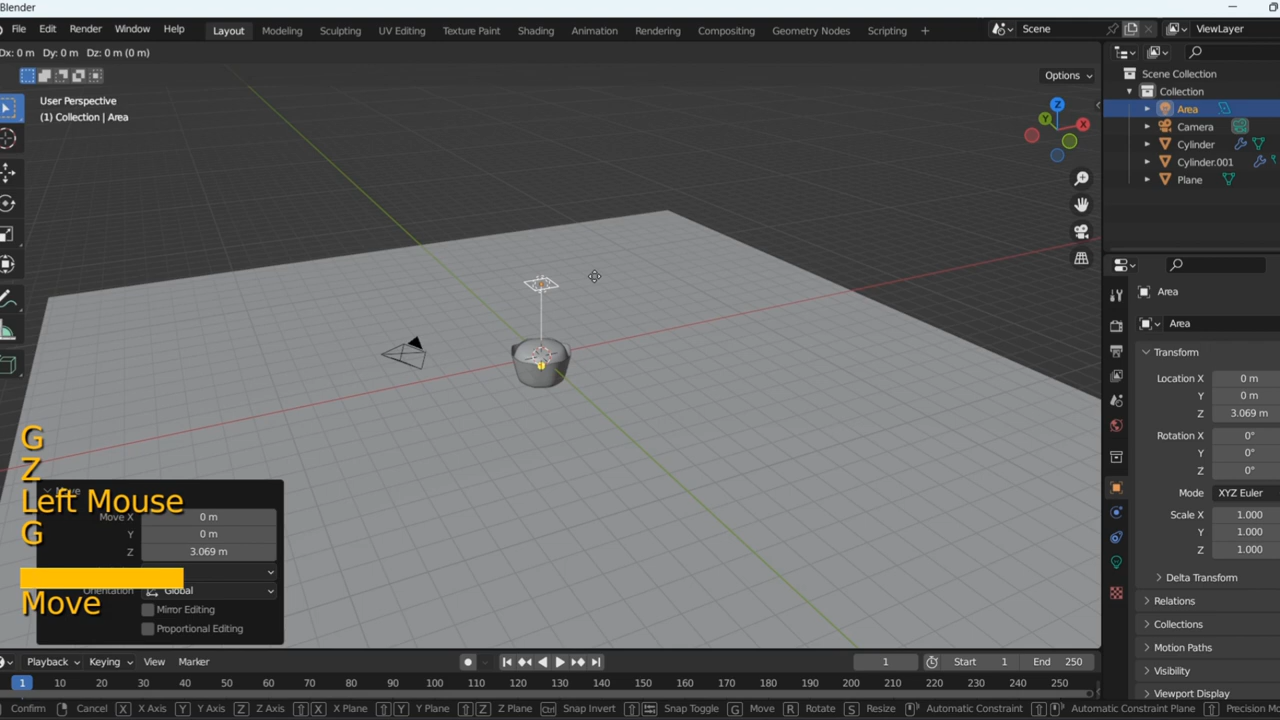 Blender
File Edit Render Window Help
Layout Modeling Sculpting UV Editing Texture Paint Shading Animation Rendering Compositing Geometry Nodes Scripting +
Scene
ViewLayer
Dx: 0 m Dy: 0 m Dz: 0 m (0 m)
Options
User Perspective
(1) Collection | Area
Z
Y
X
Scene Collection
Collection
Area
Camera
Cylinder
Cylinder.001
Plane
Area
Area
Transform
Location X 0 m
Y 0 m
Z 3.069 m
Rotation X 0°
Y 0°
Z 0°
Mode XYZ Euler
Scale X 1.000
Y 1.000
Z 1.000
Delta Transform
Relations
Collections
Motion Paths
Visibility
Viewport Display
G
Z
Left Mouse
G
Move
Move X 0 m
Y 0 m
Z 3.069 m
Orientation Global
Mirror Editing
Proportional Editing
Move
Playback Keying View Marker
1
Start 1
End 250
1 10 20 30 40 50 60 70 80 90 100 110 120 130 140 150 160 170 180 190 200 210 220 230 240 250
Confirm Cancel X X Axis Y Y Axis Z Z Axis X X Plane Y Y Plane Z Z Plane Ctrl Snap Invert Snap Toggle G Move R Rotate S Resize Automatic Constraint Automatic Constraint Plane Precision Mo